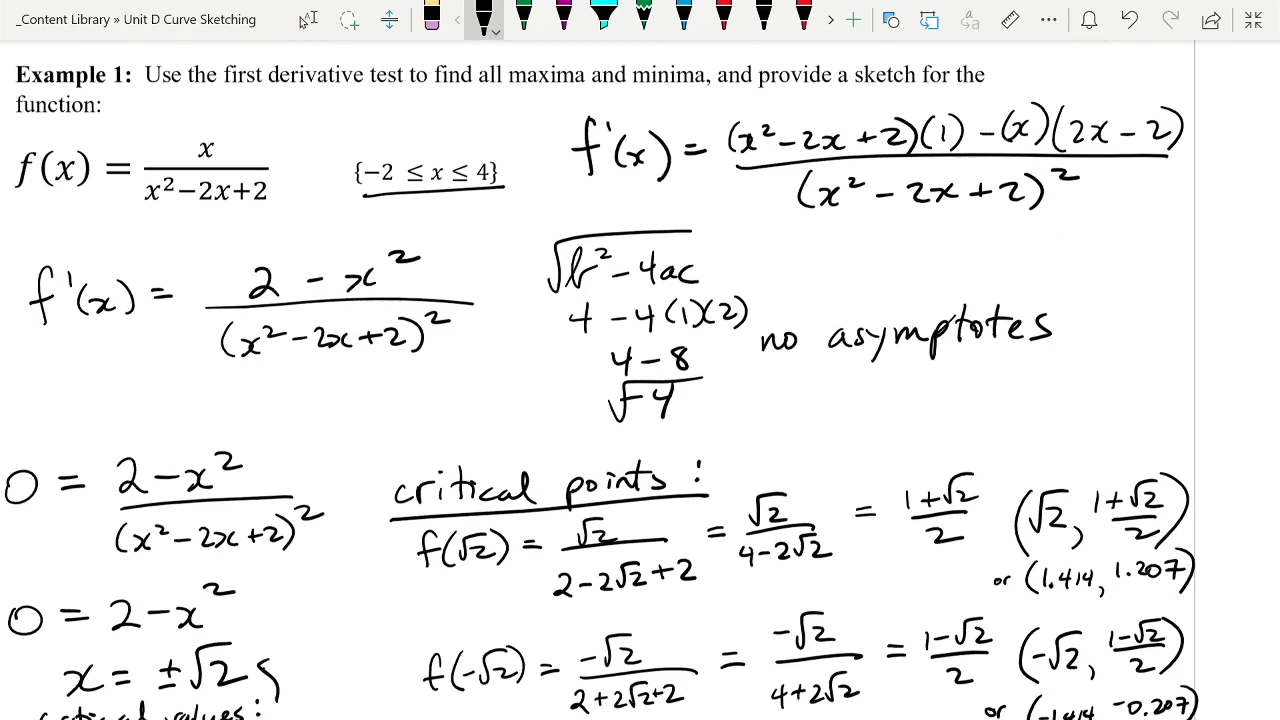 _Content Library » Unit D Curve Sketching
Example 1: Use the first derivative test to find all maxima and minima, and provide a sketch for the
function:
f(x) = x / (x²−2x+2)   {−2 ≤ x ≤ 4}
f'(x) = ((x²−2x+2)(1) − (x)(2x−2)) / (x²−2x+2)²
f'(x) = (2 − x²) / (x²−2x+2)²
√b²−4ac
4 − 4(1)(2)
4 − 8
√−4
no asymptotes
0 = (2−x²) / (x²−2x+2)²
0 = 2−x²
x = ±√2
critical values:
critical points:
f(√2) = √2 / (2−2√2+2) = √2 / (4−2√2) = (1+√2)/2   (√2, (1+√2)/2)
or (1.414, 1.207)
f(−√2) = −√2 / (2+2√2+2) = −√2 / (4+2√2) = (1−√2)/2   (−√2, (1−√2)/2)
or (−1.414, −0.207)